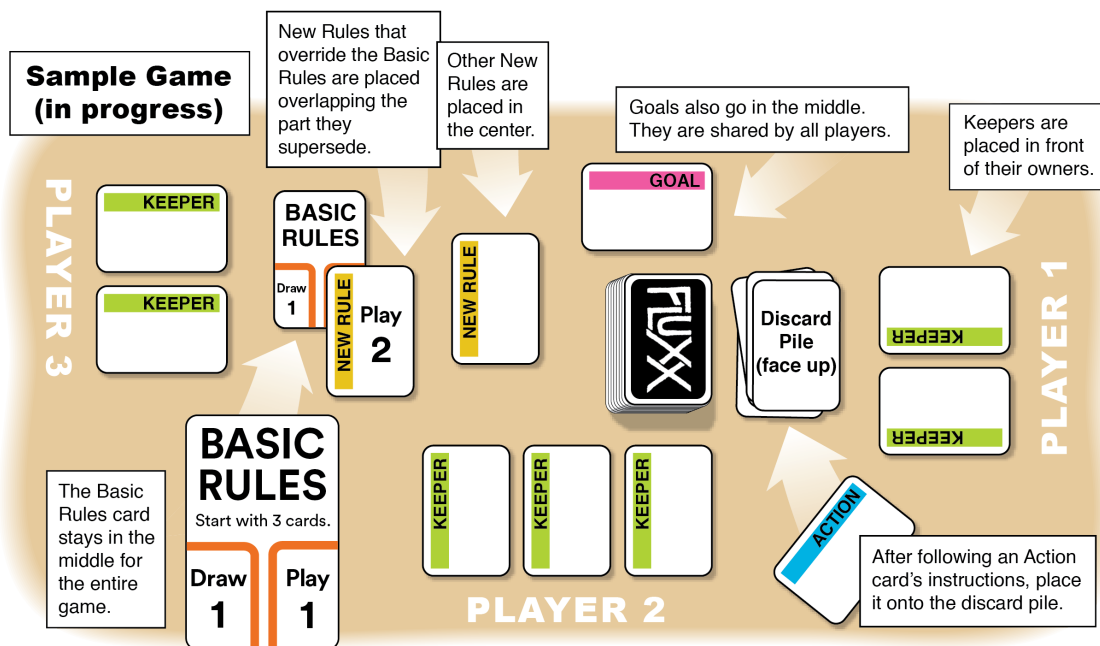 Sample Game
(in progress)
New Rules that
override the Basic
Rules are placed
overlapping the
part they
supersede.
Other New
Rules are
placed in
the center.
Goals also go in the middle.
They are shared by all players.
Keepers are
placed in front
of their owners.
PLAYER 3
KEEPER
KEEPER
BASIC
RULES
Draw
1
NEW RULE
Play
2
NEW RULE
GOAL
FLUXX
Discard
Pile
(face up)
KEEPER
KEEPER
PLAYER 1
The Basic
Rules card
stays in the
middle for
the entire
game.
BASIC
RULES
Start with 3 cards.
Draw
1
Play
1
KEEPER
KEEPER
KEEPER
PLAYER 2
ACTION
After following an Action
card's instructions, place
it onto the discard pile.